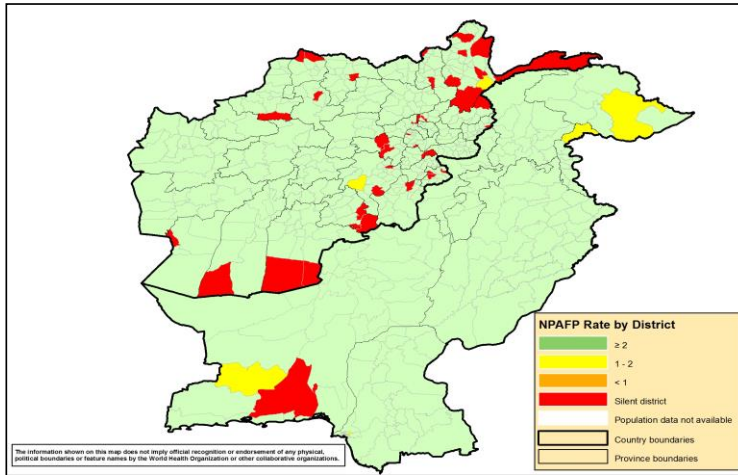 NPAFP Rate by District
≥ 2
1 - 2
< 1
Silent district
Population data not available
Country boundaries
Province boundaries
The information shown on this map does not imply official recognition or endorsement of any physical,
political boundaries or feature names by the World Health Organization or other collaborative organizations.